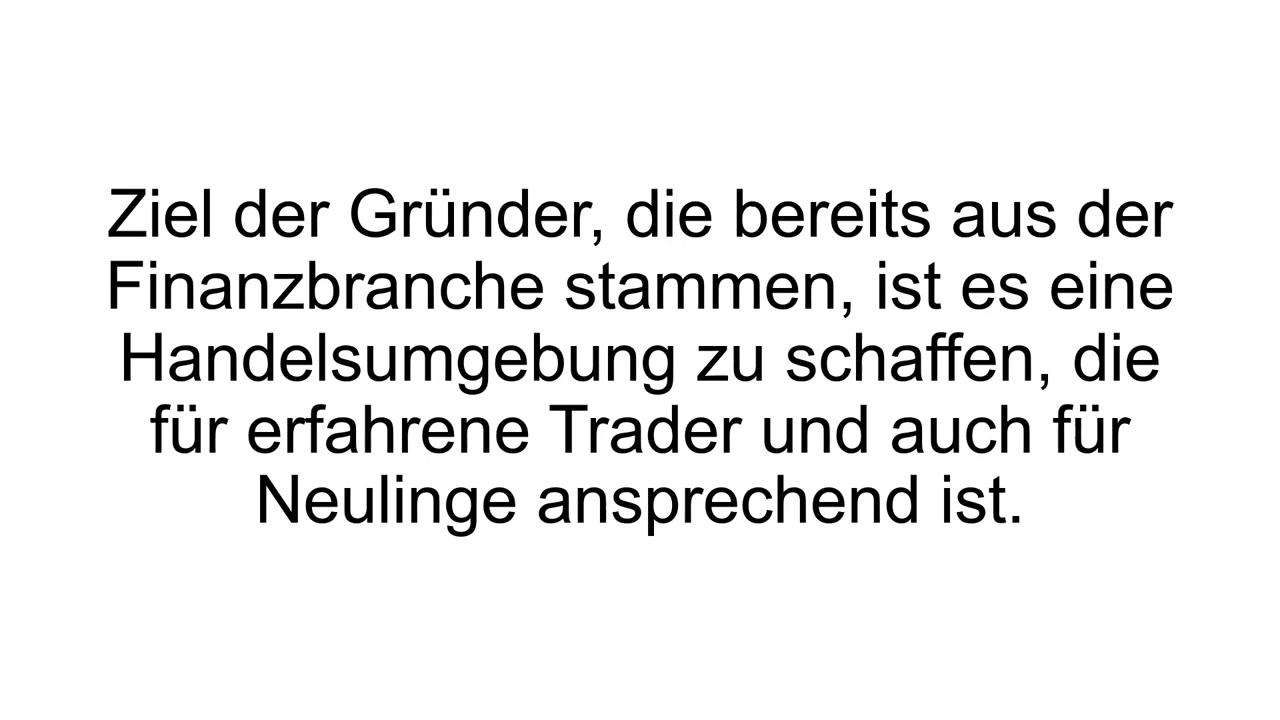 Ziel der Gründer, die bereits aus der
Finanzbranche stammen, ist es eine
Handelsumgebung zu schaffen, die
für erfahrene Trader und auch für
Neulinge ansprechend ist.